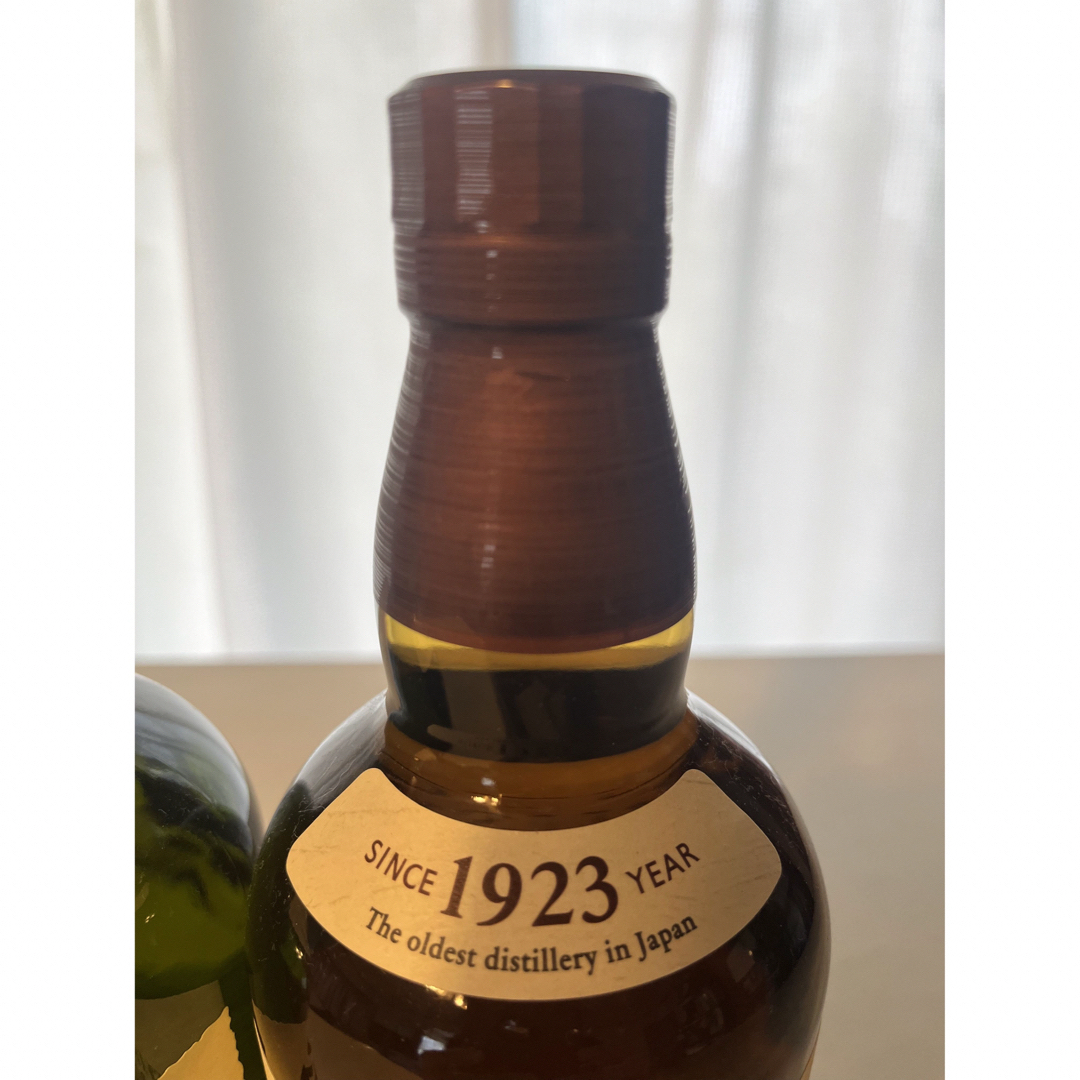 SINCE 1923 YEAR
The oldest distillery in Japan